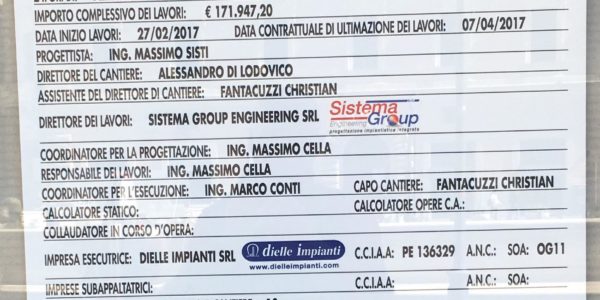 IMPORTO COMPLESSIVO DEI LAVORI: € 171.947,20
DATA INIZIO LAVORI: 27/02/2017 DATA CONTRATTUALE DI ULTIMAZIONE DEI LAVORI: 07/04/2017
PROGETTISTA: ING. MASSIMO SISTI
DIRETTORE DEL CANTIERE: ALESSANDRO DI LODOVICO
ASSISTENTE DEL DIRETTORE DI CANTIERE: FANTACUZZI CHRISTIAN
DIRETTORE DEI LAVORI: SISTEMA GROUP ENGINEERING SRL
Sistema
Engineering Group
progettazione impiantistica integrata
COORDINATORE PER LA PROGETTAZIONE: ING. MASSIMO CELLA
RESPONSABILE DEI LAVORI: ING. MASSIMO CELLA
COORDINATORE PER L'ESECUZIONE: ING. MARCO CONTI CAPO CANTIERE: FANTACUZZI CHRISTIAN
CALCOLATORE STATICO: CALCOLATORE OPERE C.A.:
COLLAUDATORE IN CORSO D'OPERA:
IMPRESA ESECUTRICE: DIELLE IMPIANTI SRL dielle impianti C.C.I.A.A: PE 136329 A.N.C.: SOA: OG11
www.dielleimpianti.com
IMPRESE SUBAPPALTATRICI: C.C.I.A.A: A.N.C.: SOA: